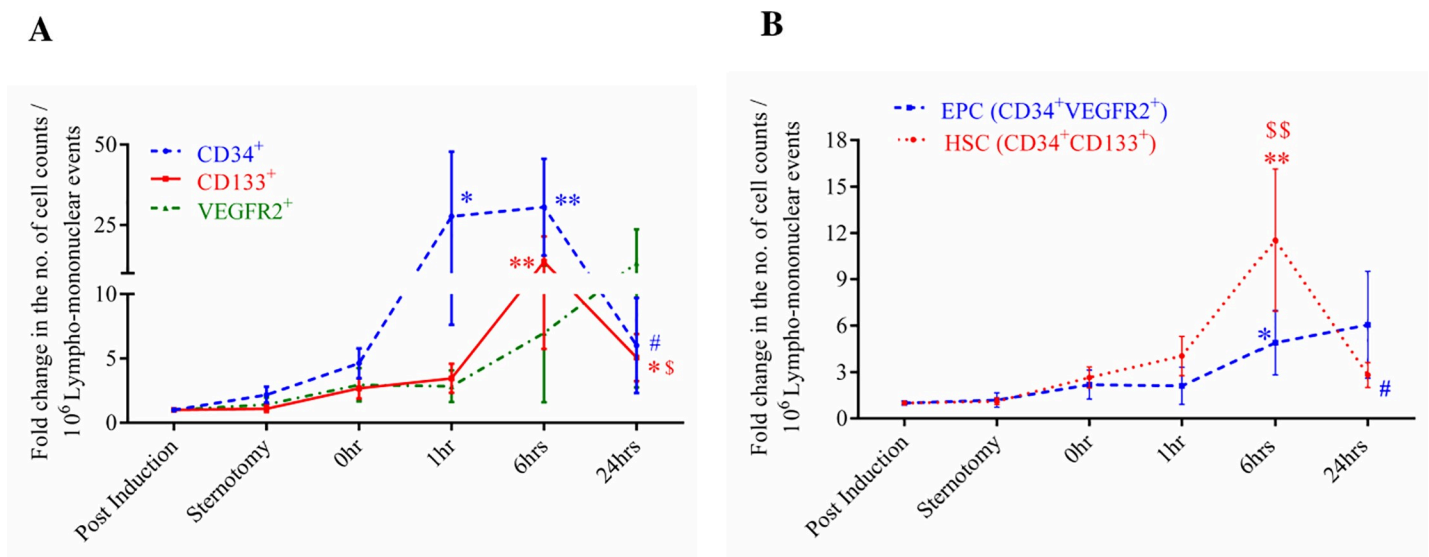 A
Fold change in the no. of cell counts /
10⁶ Lympho-mononuclear events
50
25
10
5
0
CD34⁺
CD133⁺
VEGFR2⁺
*
**
**
#
* $
Post Induction
Sternotomy
0hr
1hr
6hrs
24hrs
B
Fold change in the no. of cell counts /
10⁶ Lympho-mononuclear events
18
15
12
9
6
3
0
EPC (CD34⁺VEGFR2⁺)
HSC (CD34⁺CD133⁺)
$$
**
*
#
Post Induction
Sternotomy
0hr
1hr
6hrs
24hrs